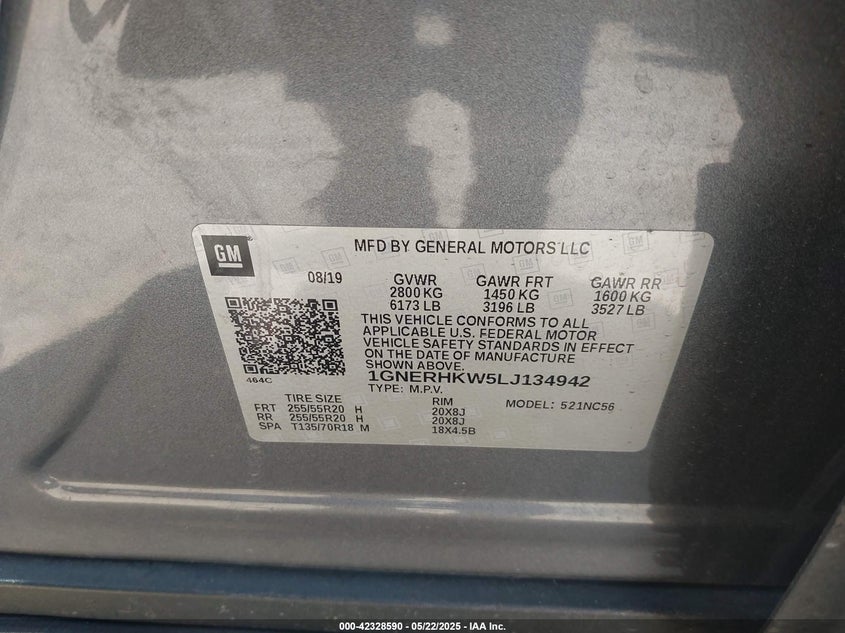 GM
MFD BY GENERAL MOTORS LLC
08/19
GVWR GAWR FRT GAWR RR
2800 KG 1450 KG 1600 KG
6173 LB 3196 LB 3527 LB
THIS VEHICLE CONFORMS TO ALL
APPLICABLE U.S. FEDERAL MOTOR
VEHICLE SAFETY STANDARDS IN EFFECT
ON THE DATE OF MANUFACTURE
SHOWN ABOVE.
464C
1GNERHKW5LJ134942
TYPE: M.P.V.
TIRE SIZE RIM MODEL: 521NC56
FRT 255/55R20 H 20X8J
RR 255/55R20 H 20X8J
SPA T135/70R18 M 18X4.5B
000-42328590 - 05/22/2025 - IAA Inc.